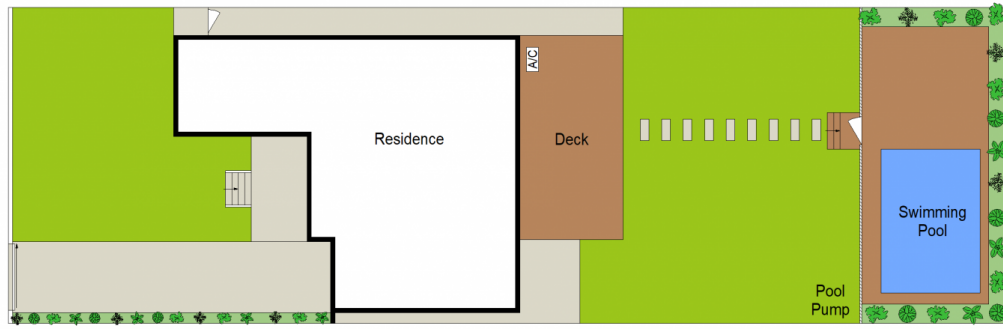 A/C
Residence
Deck
Swimming
Pool
Pool
Pump